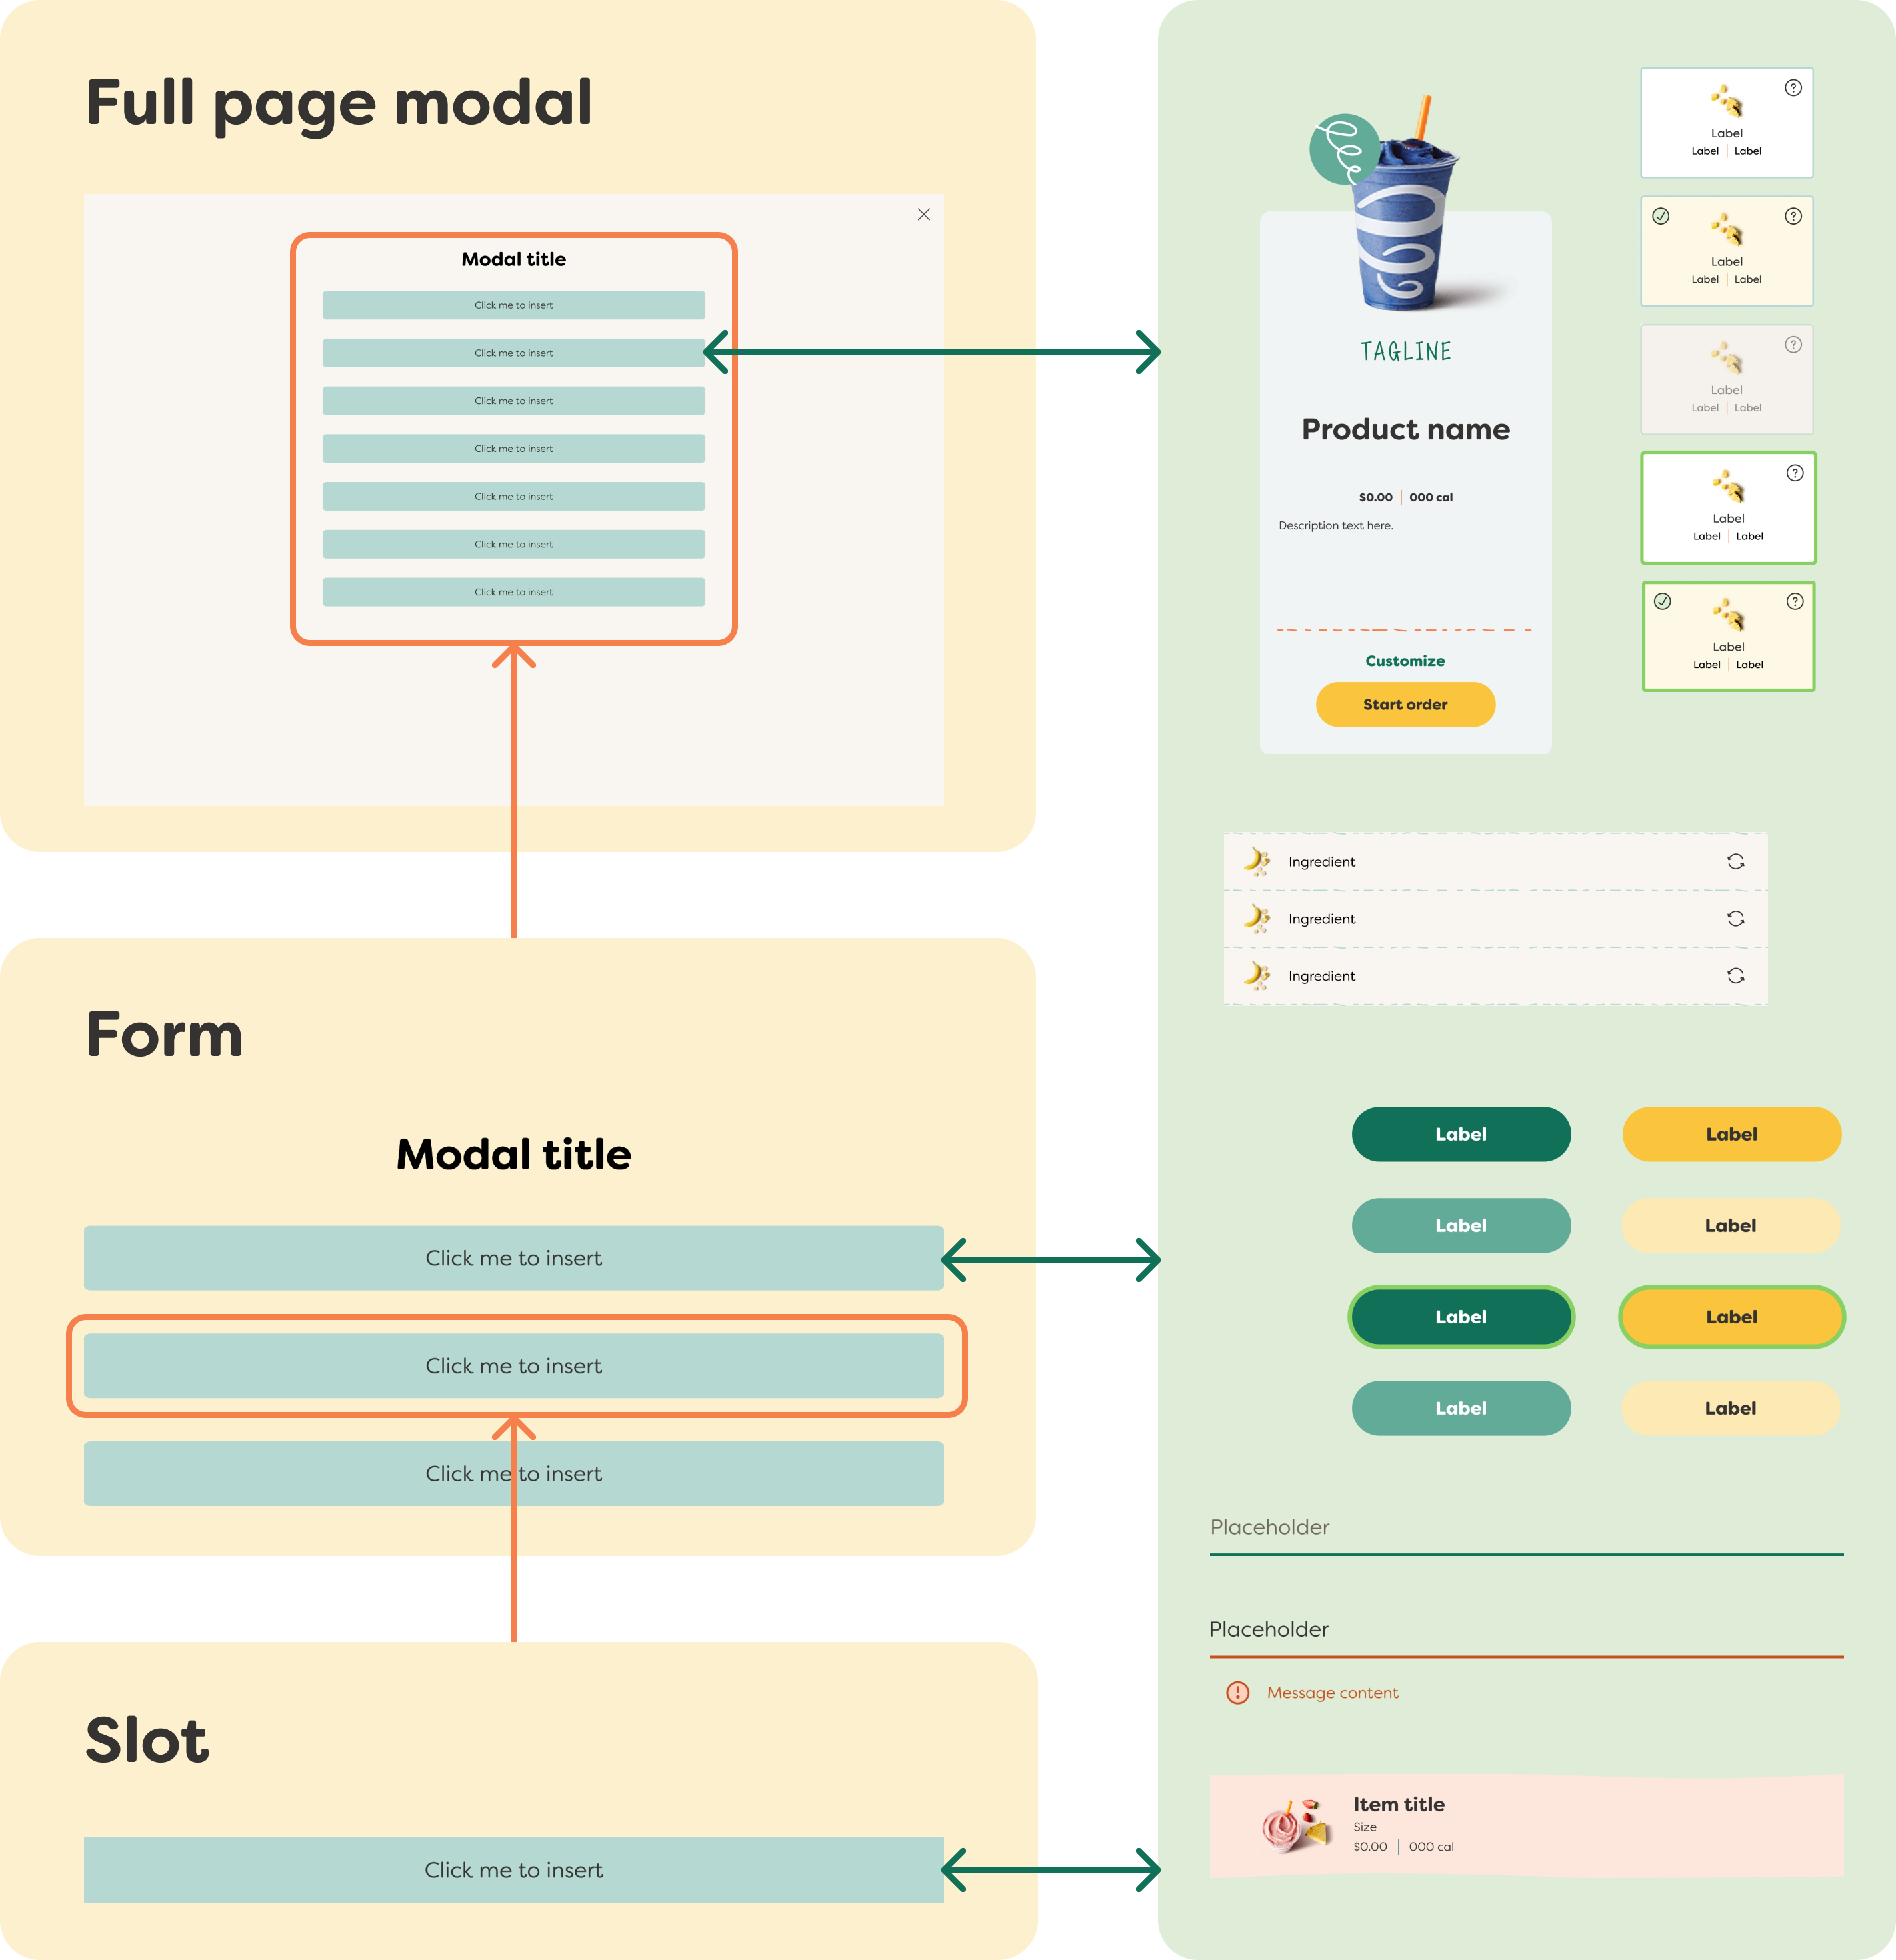 Full page modal
Modal title
Click me to insert
Click me to insert
Click me to insert
Click me to insert
Click me to insert
Click me to insert
Click me to insert
Form
Modal title
Click me to insert
Click me to insert
Click me to insert
Slot
Click me to insert
TAGLINE
Product name
$0.00 | 000 cal
Description text here.
Customize
Start order
Label
Label | Label
Label
Label | Label
Label
Label | Label
Label
Label | Label
Label
Label | Label
Ingredient
Ingredient
Ingredient
Label Label
Label Label
Label Label
Label Label
Placeholder
Placeholder
Message content
Item title
Size
$0.00 | 000 cal